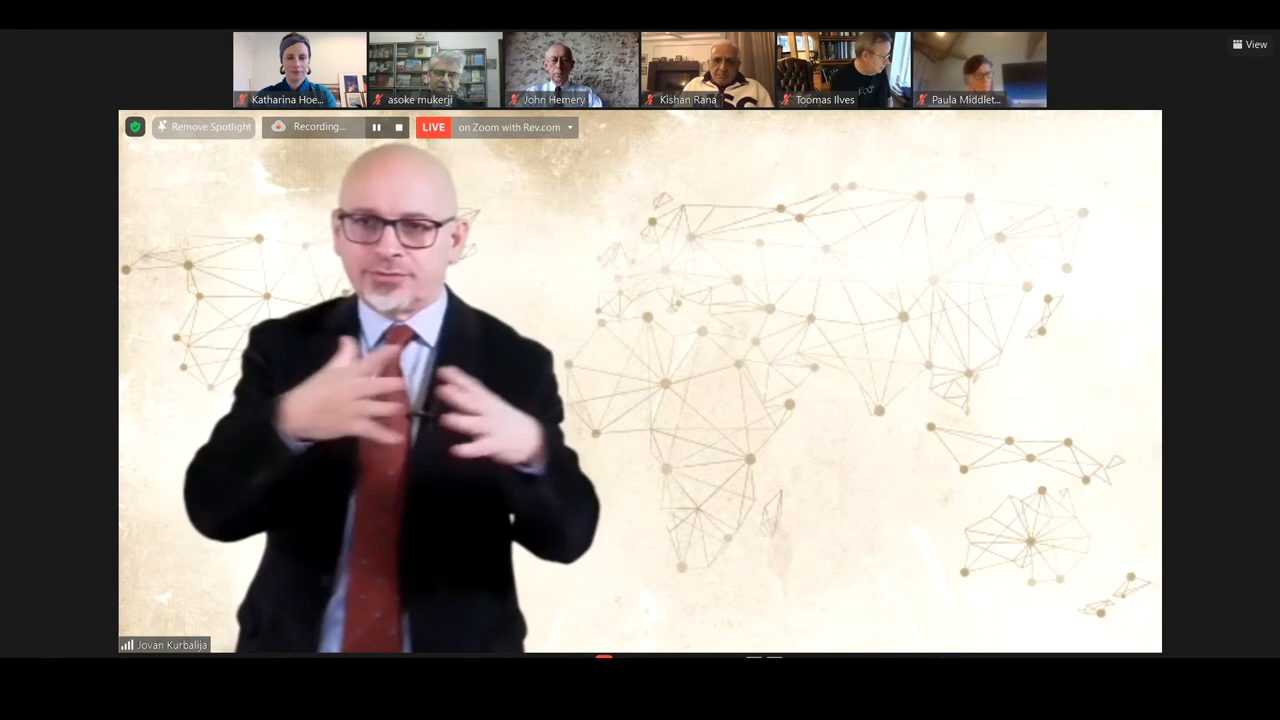 View
Katharina Hoe...
asoke mukerji
John Hemery
Kishan Rana
Toomas Ilves
Paula Middlet...
Remove Spotlight
Recording...
LIVE
on Zoom with Rev.com
Jovan Kurbalija